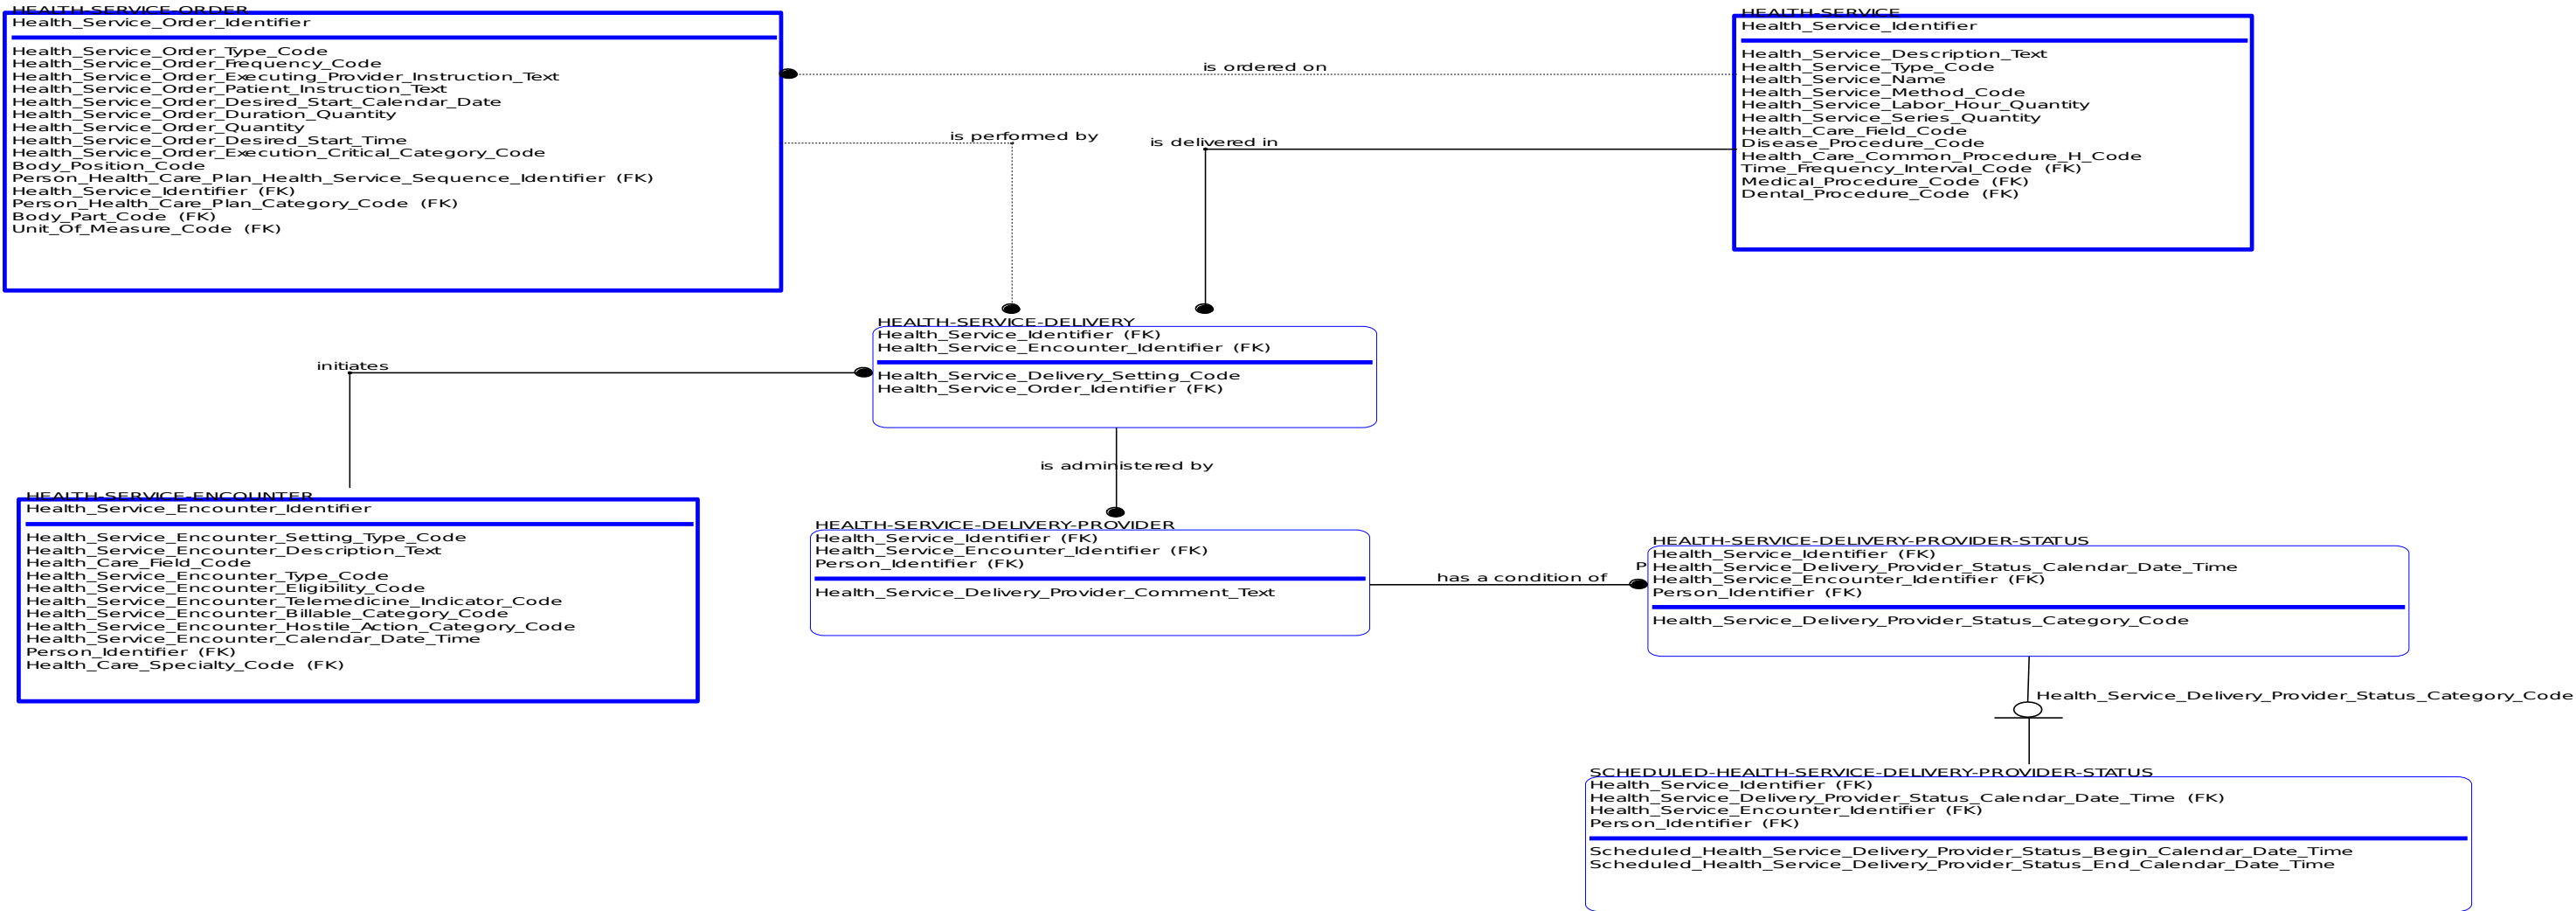 HEALTH-SERVICE-ORDER
Health_Service_Order_Identifier
Health_Service_Order_Type_Code
Health_Service_Order_Frequency_Code
Health_Service_Order_Executing_Provider_Instruction_Text
Health_Service_Order_Patient_Instruction_Text
Health_Service_Order_Desired_Start_Calendar_Date
Health_Service_Order_Duration_Quantity
Health_Service_Order_Quantity
Health_Service_Order_Desired_Start_Time
Health_Service_Order_Execution_Critical_Category_Code
Body_Position_Code
Person_Health_Care_Plan_Health_Service_Sequence_Identifier (FK)
Health_Service_Identifier (FK)
Person_Health_Care_Plan_Category_Code (FK)
Body_Part_Code (FK)
Unit_Of_Measure_Code (FK)
is ordered on
is performed by
is delivered in
HEALTH-SERVICE
Health_Service_Identifier
Health_Service_Description_Text
Health_Service_Type_Code
Health_Service_Name
Health_Service_Method_Code
Health_Service_Labor_Hour_Quantity
Health_Service_Series_Quantity
Health_Care_Field_Code
Disease_Procedure_Code
Health_Care_Common_Procedure_H_Code
Time_Frequency_Interval_Code (FK)
Medical_Procedure_Code (FK)
Dental_Procedure_Code (FK)
HEALTH-SERVICE-DELIVERY
Health_Service_Identifier (FK)
Health_Service_Encounter_Identifier (FK)
Health_Service_Delivery_Setting_Code
Health_Service_Order_Identifier (FK)
initiates
is administered by
HEALTH-SERVICE-ENCOUNTER
Health_Service_Encounter_Identifier
Health_Service_Encounter_Setting_Type_Code
Health_Service_Encounter_Description_Text
Health_Care_Field_Code
Health_Service_Encounter_Type_Code
Health_Service_Encounter_Eligibility_Code
Health_Service_Encounter_Telemedicine_Indicator_Code
Health_Service_Encounter_Billable_Category_Code
Health_Service_Encounter_Hostile_Action_Category_Code
Health_Service_Encounter_Calendar_Date_Time
Person_Identifier (FK)
Health_Care_Specialty_Code (FK)
HEALTH-SERVICE-DELIVERY-PROVIDER
Health_Service_Identifier (FK)
Health_Service_Encounter_Identifier (FK)
Person_Identifier (FK)
Health_Service_Delivery_Provider_Comment_Text
has a condition of
P
HEALTH-SERVICE-DELIVERY-PROVIDER-STATUS
Health_Service_Identifier (FK)
Health_Service_Delivery_Provider_Status_Calendar_Date_Time
Health_Service_Encounter_Identifier (FK)
Person_Identifier (FK)
Health_Service_Delivery_Provider_Status_Category_Code
Health_Service_Delivery_Provider_Status_Category_Code
SCHEDULED-HEALTH-SERVICE-DELIVERY-PROVIDER-STATUS
Health_Service_Identifier (FK)
Health_Service_Delivery_Provider_Status_Calendar_Date_Time (FK)
Health_Service_Encounter_Identifier (FK)
Person_Identifier (FK)
Scheduled_Health_Service_Delivery_Provider_Status_Begin_Calendar_Date_Time
Scheduled_Health_Service_Delivery_Provider_Status_End_Calendar_Date_Time